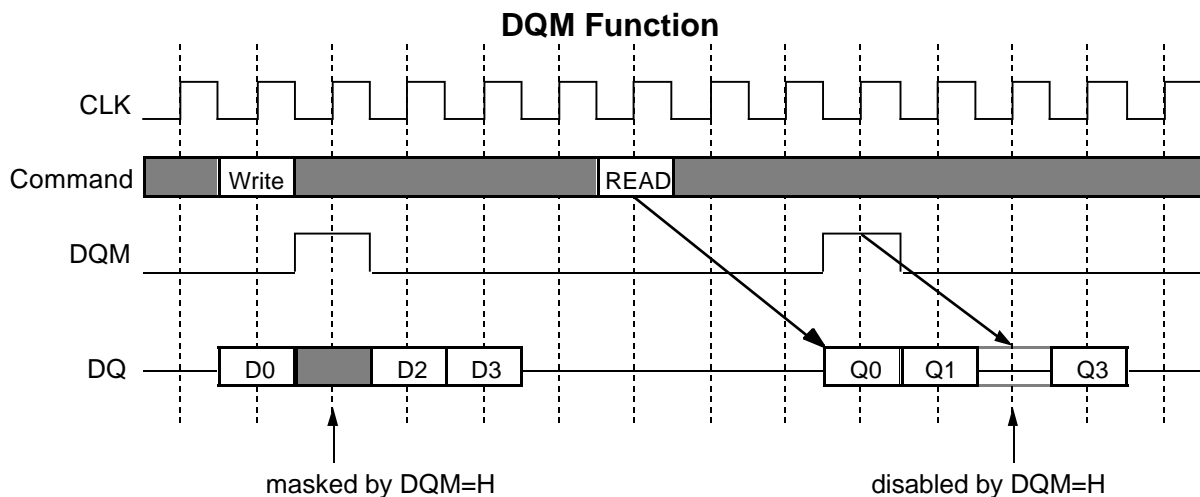 DQM Function
CLK
Command Write READ
DQM
DQ D0 D2 D3 Q0 Q1 Q3
masked by DQM=H disabled by DQM=H